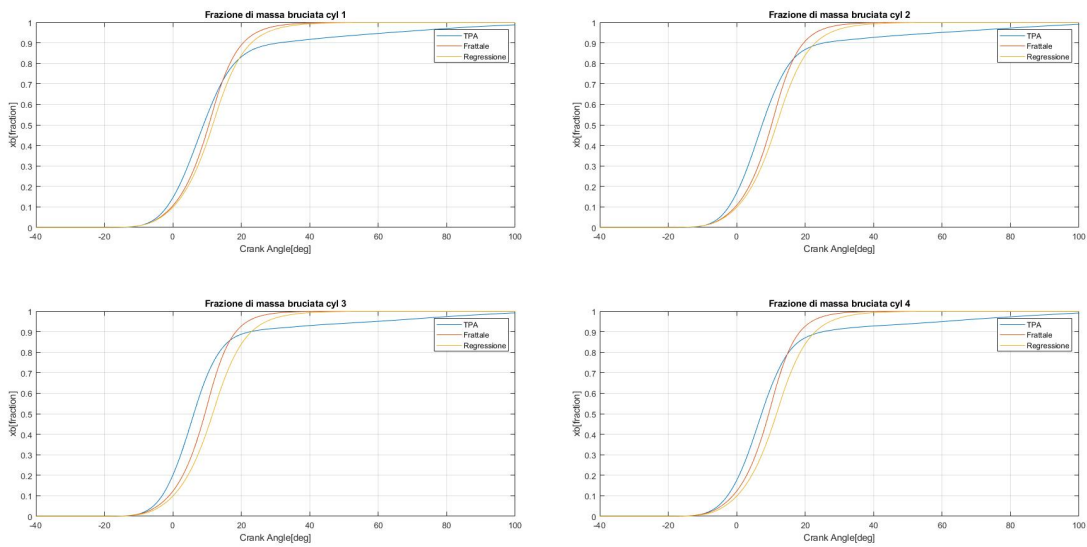 Frazione di massa bruciata cyl 1
1
0.9
0.8
0.7
0.6
0.5
0.4
0.3
0.2
0.1
0
xb[fraction]
-40 -20 0 20 40 60 80 100
Crank Angle[deg]
TPA
Frattale
Regressione
Frazione di massa bruciata cyl 2
1
0.9
0.8
0.7
0.6
0.5
0.4
0.3
0.2
0.1
0
xb[fraction]
-40 -20 0 20 40 60 80 100
Crank Angle[deg]
TPA
Frattale
Regressione
Frazione di massa bruciata cyl 3
1
0.9
0.8
0.7
0.6
0.5
0.4
0.3
0.2
0.1
0
xb[fraction]
-40 -20 0 20 40 60 80 100
Crank Angle[deg]
TPA
Frattale
Regressione
Frazione di massa bruciata cyl 4
1
0.9
0.8
0.7
0.6
0.5
0.4
0.3
0.2
0.1
0
xb[fraction]
-40 -20 0 20 40 60 80 100
Crank Angle[deg]
TPA
Frattale
Regressione